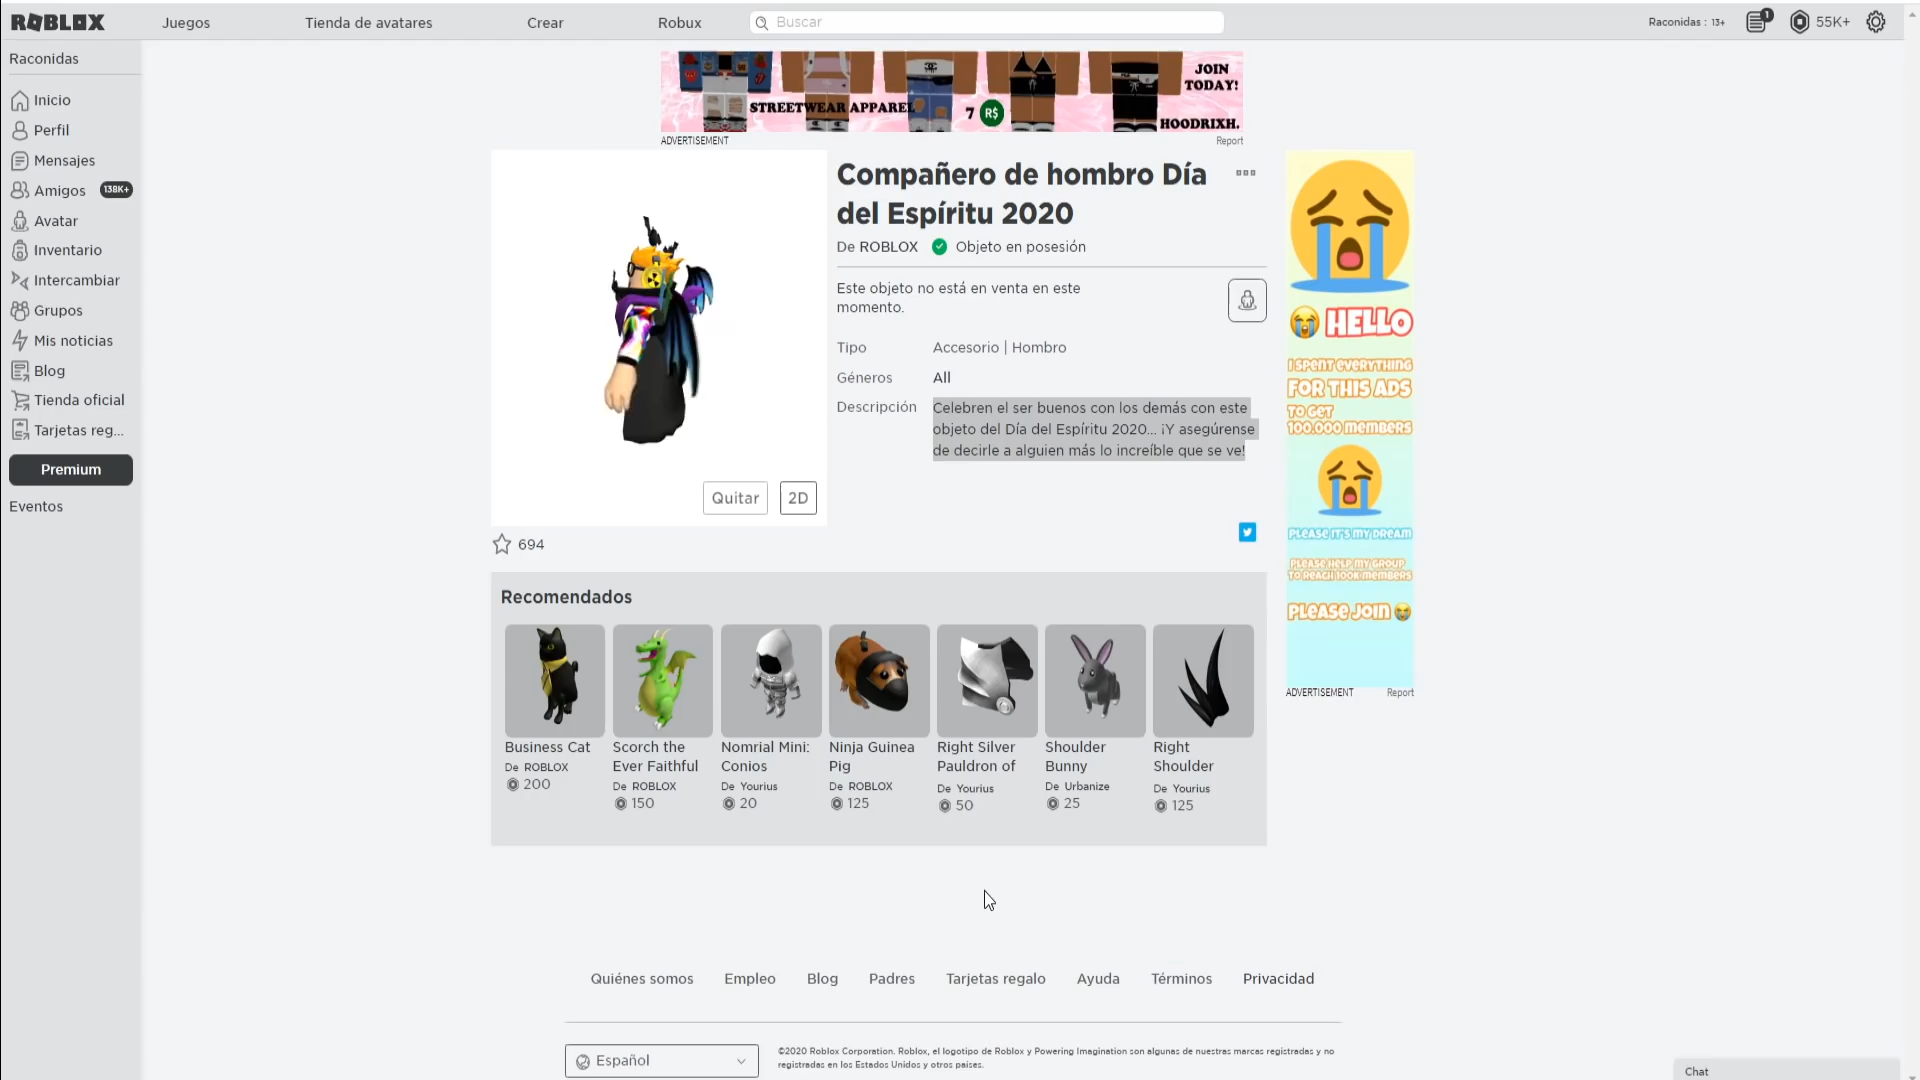 ROBLOX
Juegos
Tienda de avatares
Crear
Robux
Buscar
Raconidas : 13+
1
55K+
Raconidas
Inicio
Perfil
Mensajes
Amigos 138K+
Avatar
Inventario
Intercambiar
Grupos
Mis noticias
Blog
Tienda oficial
Tarjetas reg...
Premium
Eventos
JOIN
TODAY!
STREETWEAR APPAREL
7 R$
HOODRIXH.
ADVERTISEMENT
Report
Compañero de hombro Día
del Espíritu 2020
De ROBLOX Objeto en posesión
Este objeto no está en venta en este
momento.
Tipo Accesorio | Hombro
Géneros All
Descripción Celebren el ser buenos con los demás con este
objeto del Día del Espíritu 2020... ¡Y asegúrense
de decirle a alguien más lo increíble que se ve!
Quitar
2D
694
HELLO
I SPENT EVERYTHING
FOR THIS ADS
TO GET
100.000 MEMBERS
PLEASE IT'S MY DREAM
PLEASE HELP MY GROUP
TO REACH 100K MEMBERS
PLEASE JOIN
ADVERTISEMENT
Report
Recomendados
Business Cat
De ROBLOX
200
Scorch the
Ever Faithful
De ROBLOX
150
Nomrial Mini:
Conios
De Yourius
20
Ninja Guinea
Pig
De ROBLOX
125
Right Silver
Pauldron of
De Yourius
50
Shoulder
Bunny
De Urbanize
25
Right
Shoulder
De Yourius
125
Quiénes somos
Empleo
Blog
Padres
Tarjetas regalo
Ayuda
Términos
Privacidad
Español
©2020 Roblox Corporation. Roblox, el logotipo de Roblox y Powering Imagination son algunas de nuestras marcas registradas y no
registradas en los Estados Unidos y otros países.
Chat